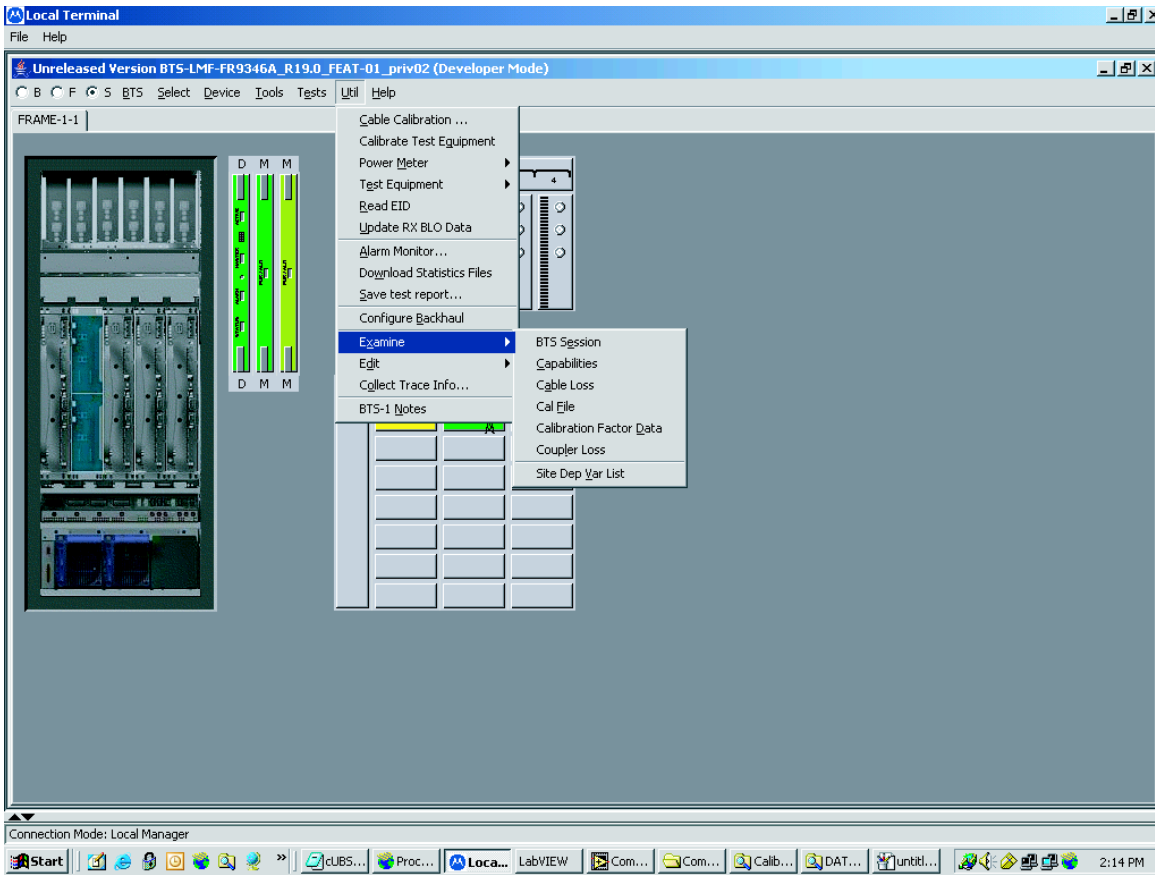 Local Terminal
File Help
Unreleased Version BTS-LMF-FR9346A_R19.0_FEAT-01_priv02 (Developer Mode)
B F S BTS Select Device Tools Tests Util Help
FRAME-1-1
D M M
D M M
4
Cable Calibration ...
Calibrate Test Equipment
Power Meter
Test Equipment
Read EID
Update RX BLO Data
Alarm Monitor...
Download Statistics Files
Save test report...
Configure Backhaul
Examine
Edit
Collect Trace Info...
BTS-1 Notes
BTS Session
Capabilities
Cable Loss
Cal File
Calibration Factor Data
Coupler Loss
Site Dep Var List
Connection Mode: Local Manager
Start » cUBS... Proc... Loca... LabVIEW Com... Com... Calib... DAT... untitl... 2:14 PM